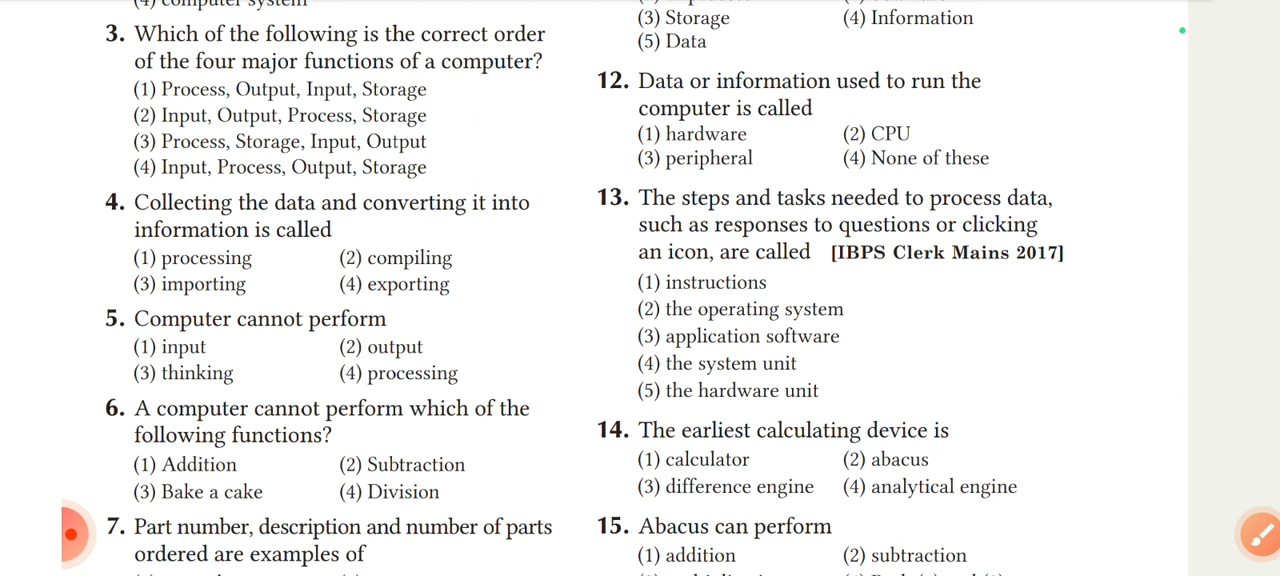 (4) computer system
3. Which of the following is the correct order
of the four major functions of a computer?
(1) Process, Output, Input, Storage
(2) Input, Output, Process, Storage
(3) Process, Storage, Input, Output
(4) Input, Process, Output, Storage
4. Collecting the data and converting it into
information is called
(1) processing (2) compiling
(3) importing (4) exporting
5. Computer cannot perform
(1) input (2) output
(3) thinking (4) processing
6. A computer cannot perform which of the
following functions?
(1) Addition (2) Subtraction
(3) Bake a cake (4) Division
7. Part number, description and number of parts
ordered are examples of
(3) Storage (4) Information
(5) Data
12. Data or information used to run the
computer is called
(1) hardware (2) CPU
(3) peripheral (4) None of these
13. The steps and tasks needed to process data,
such as responses to questions or clicking
an icon, are called [IBPS Clerk Mains 2017]
(1) instructions
(2) the operating system
(3) application software
(4) the system unit
(5) the hardware unit
14. The earliest calculating device is
(1) calculator (2) abacus
(3) difference engine (4) analytical engine
15. Abacus can perform
(1) addition (2) subtraction